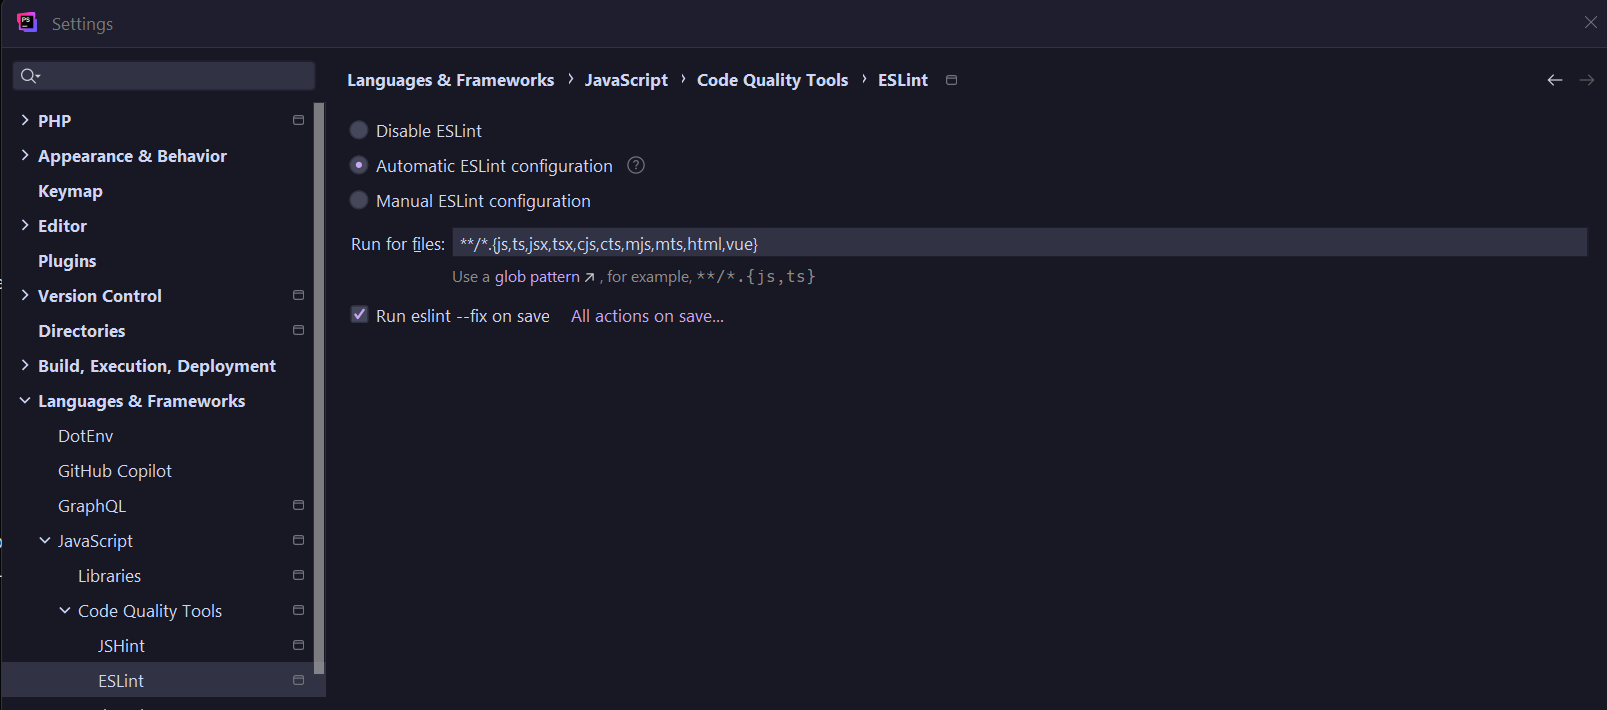 PS
Settings
PHP
Appearance & Behavior
Keymap
Editor
Plugins
Version Control
Directories
Build, Execution, Deployment
Languages & Frameworks
DotEnv
GitHub Copilot
GraphQL
JavaScript
Libraries
Code Quality Tools
JSHint
ESLint
Languages & Frameworks › JavaScript › Code Quality Tools › ESLint
Disable ESLint
Automatic ESLint configuration ?
Manual ESLint configuration
Run for files: **/*.{js,ts,jsx,tsx,cjs,cts,mjs,mts,html,vue}
Use a glob pattern ↗ , for example, **/*.{js,ts}
Run eslint --fix on save All actions on save...